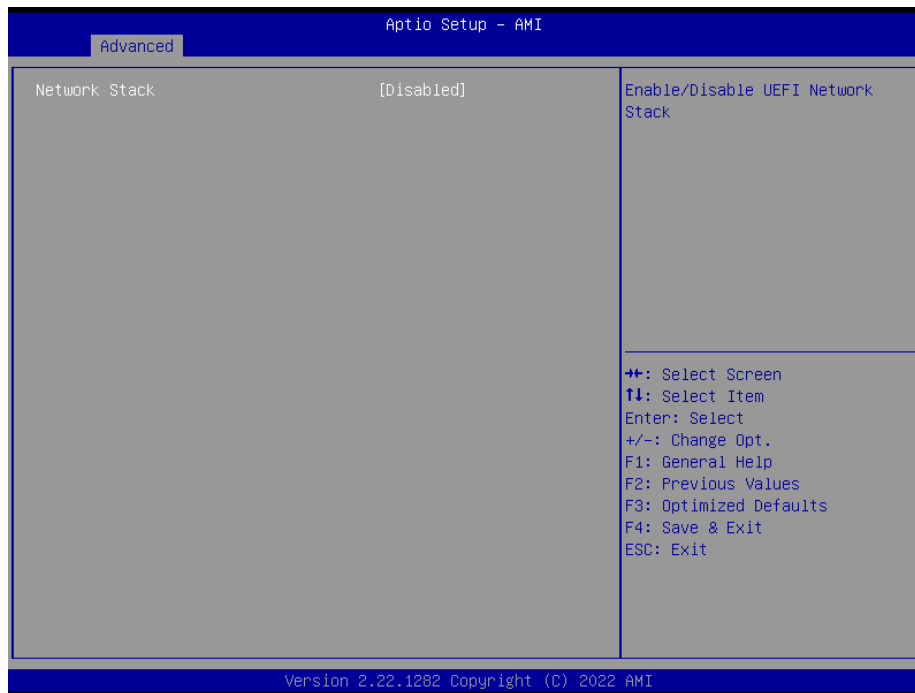 Aptio Setup – AMI
Advanced
Network Stack [Disabled]
Enable/Disable UEFI Network
Stack
→←: Select Screen
↑↓: Select Item
Enter: Select
+/-: Change Opt.
F1: General Help
F2: Previous Values
F3: Optimized Defaults
F4: Save & Exit
ESC: Exit
Version 2.22.1282 Copyright (C) 2022 AMI